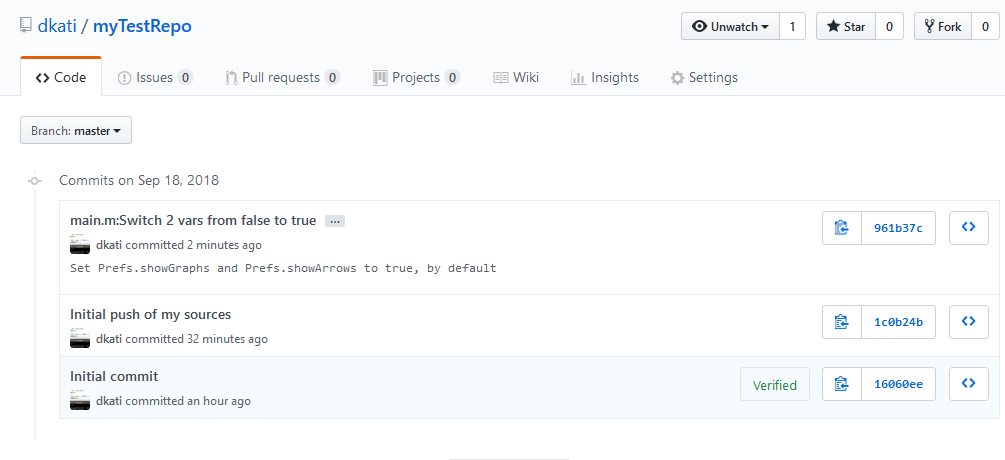 dkati / myTestRepo
Unwatch 1 Star 0 Fork 0
Code Issues 0 Pull requests 0 Projects 0 Wiki Insights Settings
Branch: master
Commits on Sep 18, 2018
main.m:Switch 2 vars from false to true …
dkati committed 2 minutes ago
961b37c
Set Prefs.showGraphs and Prefs.showArrows to true, by default
Initial push of my sources
dkati committed 32 minutes ago
1c0b24b
Initial commit
dkati committed an hour ago
Verified
16060ee